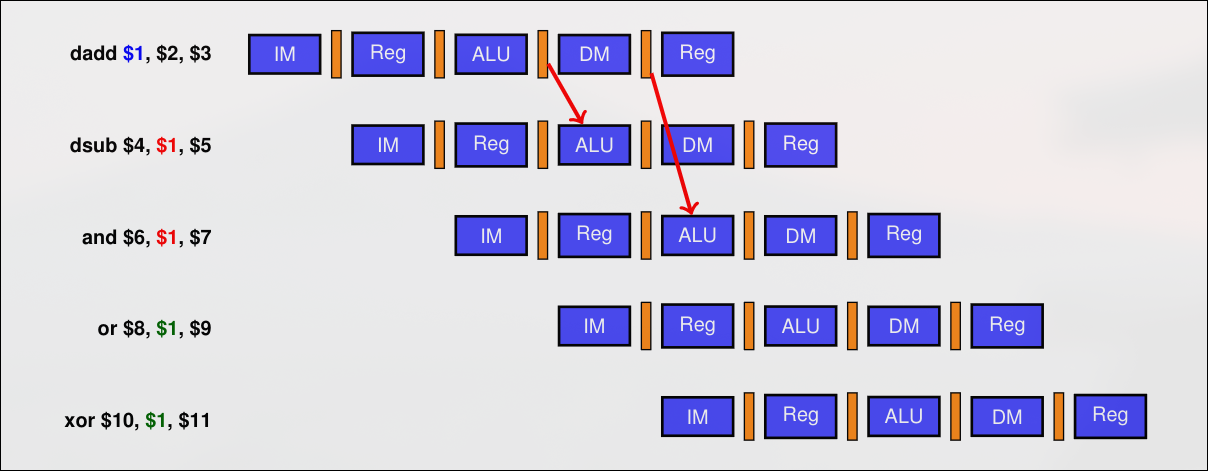 dadd $1, $2, $3 IM Reg ALU DM Reg
dsub $4, $1, $5 IM Reg ALU DM Reg
and $6, $1, $7 IM Reg ALU DM Reg
or $8, $1, $9 IM Reg ALU DM Reg
xor $10, $1, $11 IM Reg ALU DM Reg